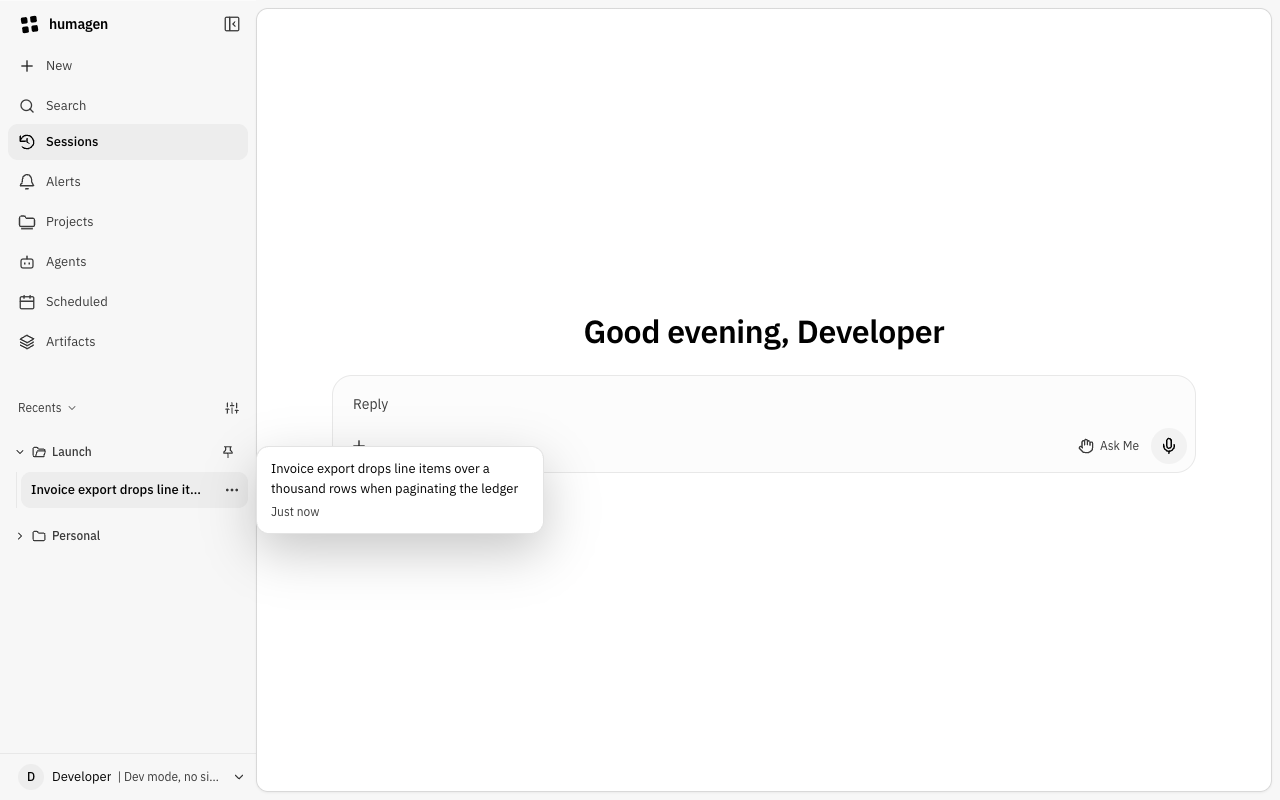 humagen
New
Search
Sessions
Alerts
Projects
Agents
Scheduled
Artifacts
Recents
Launch
Invoice export drops line it...
Personal
D Developer | Dev mode, no si...
Good evening, Developer
Reply
Ask Me
Invoice export drops line items over a
thousand rows when paginating the ledger
Just now